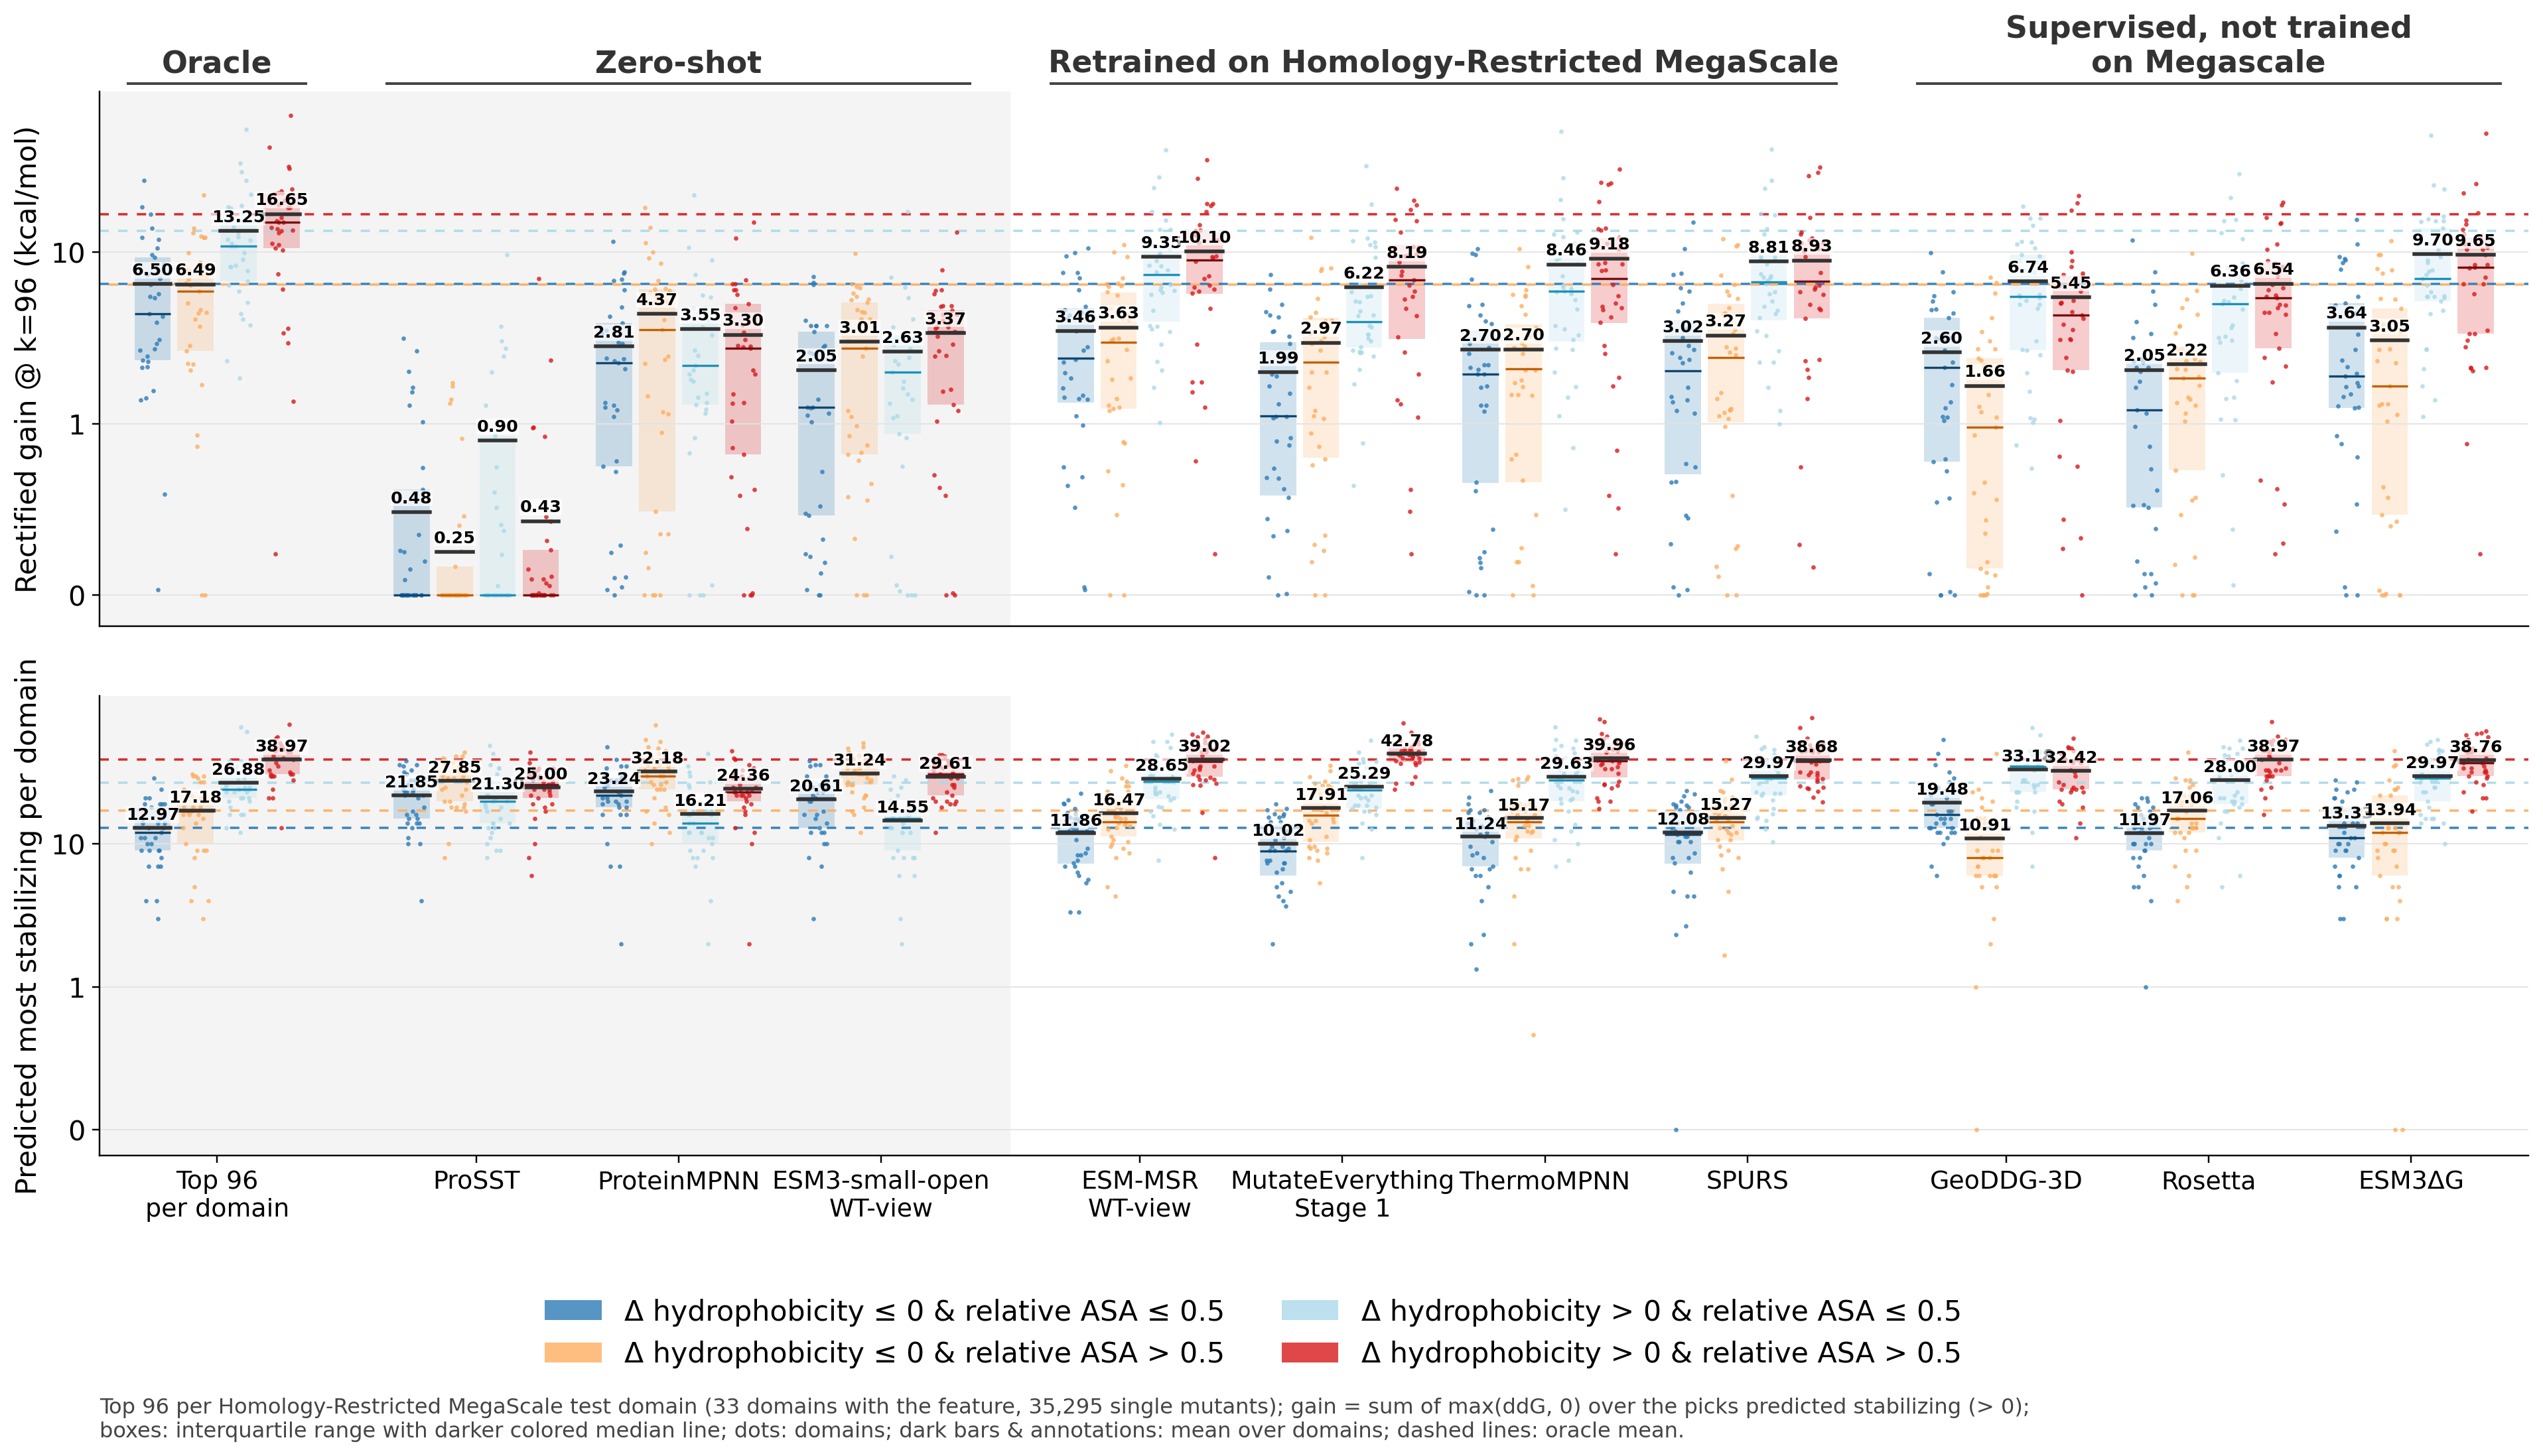 Oracle
Zero-shot
Retrained on Homology-Restricted MegaScale
Supervised, not trained
on Megascale
Rectified gain @ k=96 (kcal/mol)
10
1
0
6.50 6.49 13.25 16.65
0.48 0.25 0.90 0.43
2.81 4.37 3.55 3.30
2.05 3.01 2.63 3.37
3.46 3.63 9.35 10.10
1.99 2.97 6.22 8.19
2.70 2.70 8.46 9.18
3.02 3.27 8.81 8.93
2.60 1.66 6.74 5.45
2.05 2.22 6.36 6.54
3.64 3.05 9.70 9.65
Predicted most stabilizing per domain
10
1
0
12.97 17.18 26.88 38.97
21.85 27.85 21.30 25.00
23.24 32.18 16.21 24.36
20.61 31.24 14.55 29.61
11.86 16.47 28.65 39.02
10.02 17.91 25.29 42.78
11.24 15.17 29.63 39.96
12.08 15.27 29.97 38.68
19.48 10.91 32.42
11.97 17.06 28.00 38.97
13.94 29.97 38.76
Top 96
per domain
ProSST
ProteinMPNN
ESM3-small-open
WT-view
ESM-MSR
WT-view
MutateEverything
Stage 1
ThermoMPNN
SPURS
GeoDDG-3D
Rosetta
ESM3ΔG
Δ hydrophobicity ≤ 0 & relative ASA ≤ 0.5
Δ hydrophobicity ≤ 0 & relative ASA > 0.5
Δ hydrophobicity > 0 & relative ASA ≤ 0.5
Δ hydrophobicity > 0 & relative ASA > 0.5
Top 96 per Homology-Restricted MegaScale test domain (33 domains with the feature, 35,295 single mutants); gain = sum of max(ddG, 0) over the picks predicted stabilizing (> 0);
boxes: interquartile range with darker colored median line; dots: domains; dark bars & annotations: mean over domains; dashed lines: oracle mean.